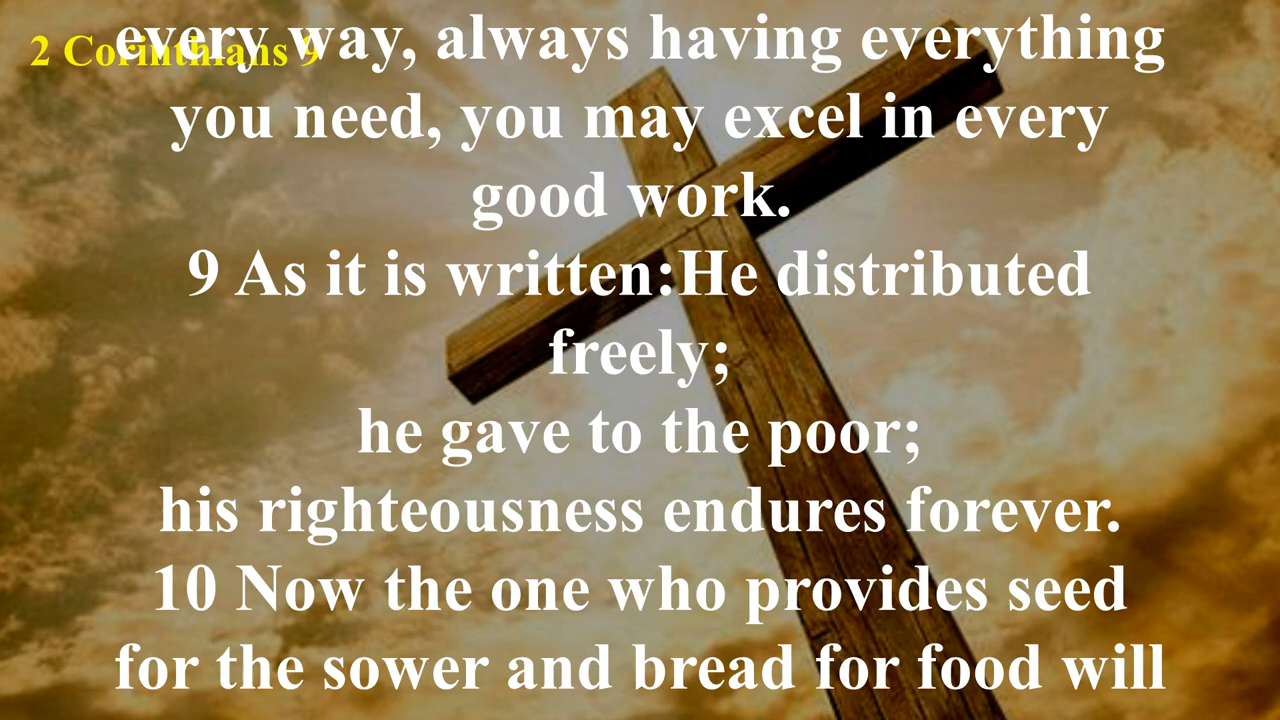 2 Corinthians 9
every way, always having everything
you need, you may excel in every
good work.
9 As it is written:He distributed
freely;
he gave to the poor;
his righteousness endures forever.
10 Now the one who provides seed
for the sower and bread for food will